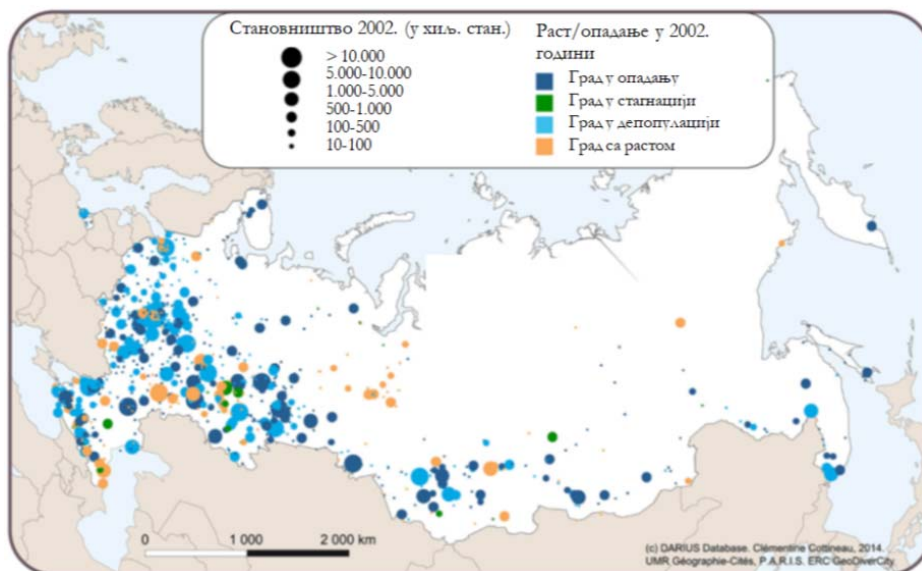 Становништво 2002. (у хиљ. стан.)
> 10.000
5.000-10.000
1.000-5.000
500-1.000
100-500
10-100
Раст/опадање у 2002.
години
Град у опадању
Град у стагнацији
Град у депопулацији
Град са растом
0 1 000 2 000 km
(c) DARIUS Database. Clémentine Cottineau, 2014.
UMR Géographie-Cités, P.A.R.I.S. ERC GeoDiverCity.